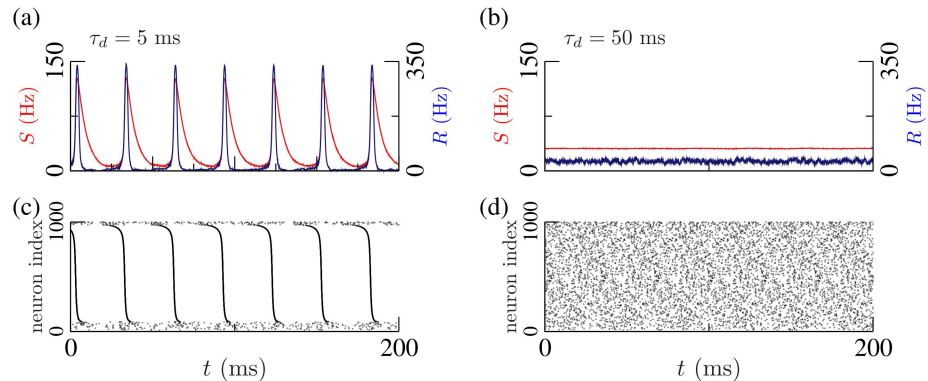 (a)
τ_d = 5 ms
150
0
S (Hz)
350
0
R (Hz)
(b)
τ_d = 50 ms
150
0
S (Hz)
350
0
R (Hz)
(c)
1000
0
neuron index
0
200
t (ms)
(d)
1000
0
neuron index
0
200
t (ms)